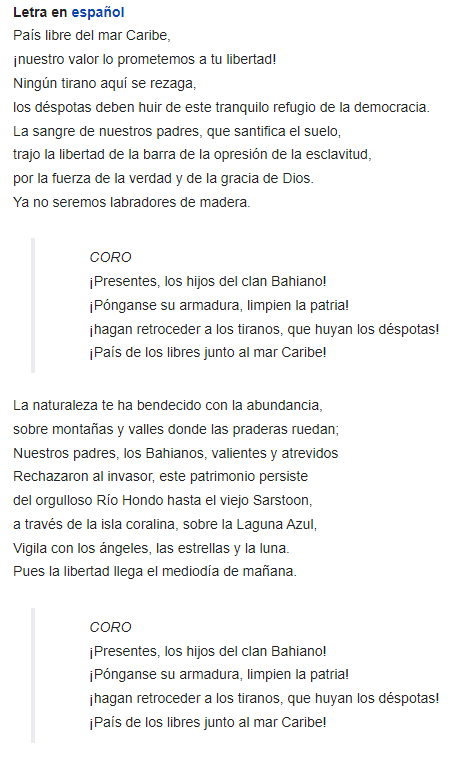 Letra en español
País libre del mar Caribe,
¡nuestro valor lo prometemos a tu libertad!
Ningún tirano aquí se rezaga,
los déspotas deben huir de este tranquilo refugio de la democracia.
La sangre de nuestros padres, que santifica el suelo,
trajo la libertad de la barra de la opresión de la esclavitud,
por la fuerza de la verdad y de la gracia de Dios.
Ya no seremos labradores de madera.
CORO
¡Presentes, los hijos del clan Bahiano!
¡Pónganse su armadura, limpien la patria!
¡hagan retroceder a los tiranos, que huyan los déspotas!
¡País de los libres junto al mar Caribe!
La naturaleza te ha bendecido con la abundancia,
sobre montañas y valles donde las praderas ruedan;
Nuestros padres, los Bahianos, valientes y atrevidos
Rechazaron al invasor, este patrimonio persiste
del orgulloso Río Hondo hasta el viejo Sarstoon,
a través de la isla coralina, sobre la Laguna Azul,
Vigila con los ángeles, las estrellas y la luna.
Pues la libertad llega el mediodía de mañana.
CORO
¡Presentes, los hijos del clan Bahiano!
¡Pónganse su armadura, limpien la patria!
¡hagan retroceder a los tiranos, que huyan los déspotas!
¡País de los libres junto al mar Caribe!